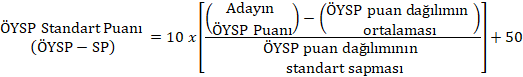 ÖYSP Standart Puanı
(ÖYSP − SP)
= 10 x [ ( Adayın ÖYSP Puanı ) − ( ÖYSP puan dağılımın ortalaması )
ÖYSP puan dağılımının
standart sapması ] + 50